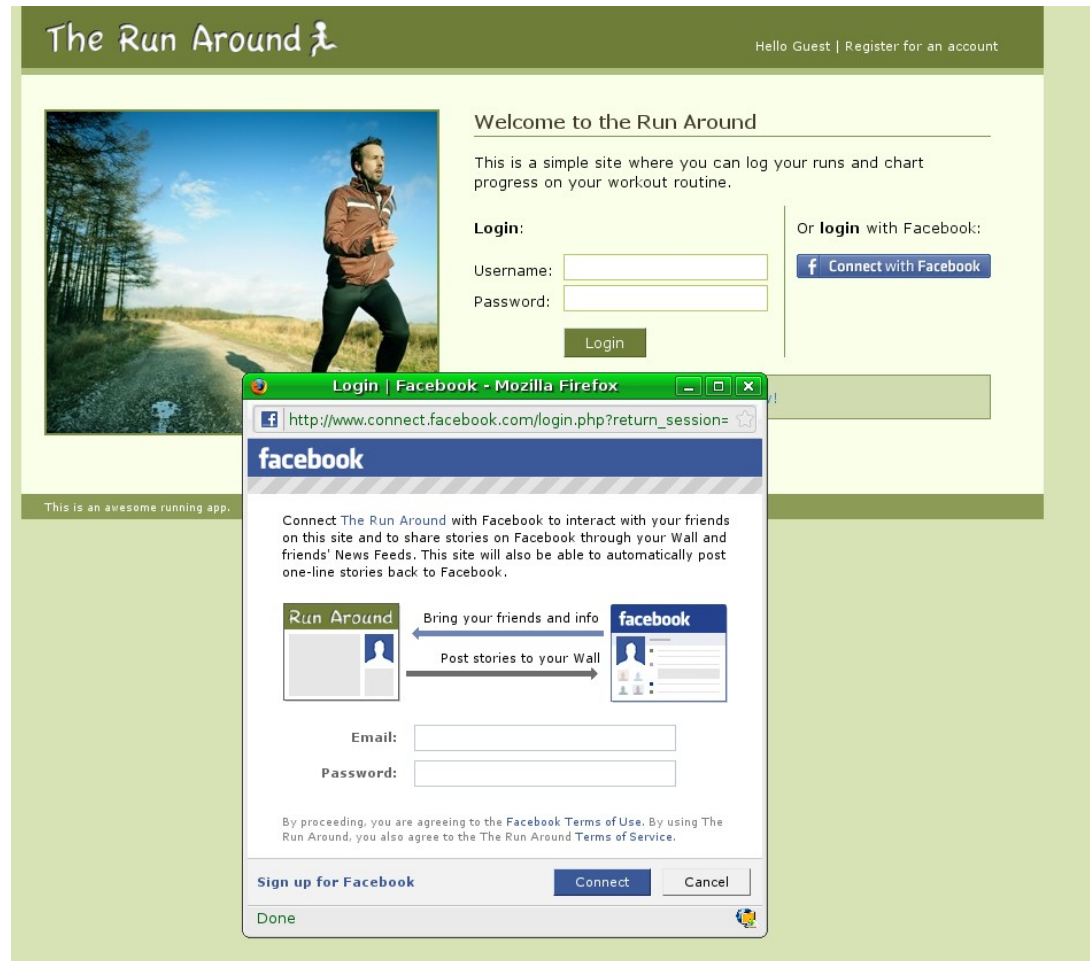 The Run Around
Hello Guest | Register for an account
Welcome to the Run Around
This is a simple site where you can log your runs and chart
progress on your workout routine.
Login:
Username:
Password:
Login
Or login with Facebook:
f Connect with Facebook
Login | Facebook - Mozilla Firefox
http://www.connect.facebook.com/login.php?return_session=
facebook
Connect The Run Around with Facebook to interact with your friends
on this site and to share stories on Facebook through your Wall and
friends' News Feeds. This site will also be able to automatically post
one-line stories back to Facebook.
Run Around
Bring your friends and info
facebook
Post stories to your Wall
Email:
Password:
By proceeding, you are agreeing to the Facebook Terms of Use. By using The
Run Around, you also agree to the The Run Around Terms of Service.
Sign up for Facebook
Connect
Cancel
Done
This is an awesome running app.